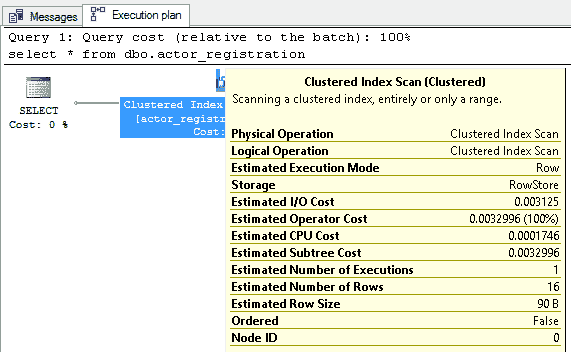 Messages Execution plan
Query 1: Query cost (relative to the batch): 100%
select * from dbo.actor_registration
SELECT
Cost: 0 %
Clustered Index
Cost:
Clustered Index Scan (Clustered)
Scanning a clustered index, entirely or only a range.
Physical Operation Clustered Index Scan
Logical Operation Clustered Index Scan
Estimated Execution Mode Row
Storage RowStore
Estimated I/O Cost 0.003125
Estimated Operator Cost 0.0032996 (100%)
Estimated CPU Cost 0.0001746
Estimated Subtree Cost 0.0032996
Estimated Number of Executions 1
Estimated Number of Rows 16
Estimated Row Size 90 B
Ordered False
Node ID 0